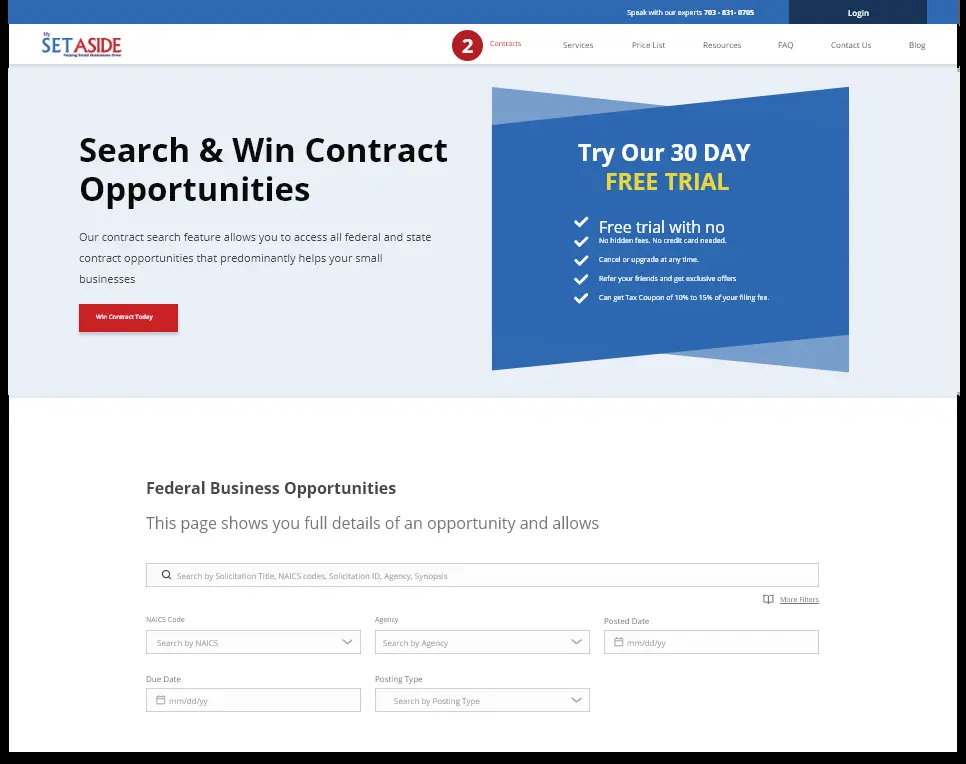 Speak with our experts 703 - 831- 0705
Login
My
SETASIDE
Helping Small Businesses Grow
2
Contracts
Services
Price List
Resources
FAQ
Contact Us
Blog
Search & Win Contract
Opportunities
Our contract search feature allows you to access all federal and state
contract opportunities that predominantly helps your small
businesses
Win Contract Today
Try Our 30 DAY
FREE TRIAL
Free trial with no
No hidden fees. No credit card needed.
Cancel or upgrade at any time.
Refer your friends and get exclusive offers
Can get Tax Coupon of 10% to 15% of your filing fee.
Federal Business Opportunities
This page shows you full details of an opportunity and allows
Search by Solicitation Title, NAICS codes, Solicitation ID, Agency, Synopsis
More Filters
NAICS Code
Agency
Posted Date
Search by NAICS
Search by Agency
mm/dd/yy
Due Date
Posting Type
mm/dd/yy
Search by Posting Type